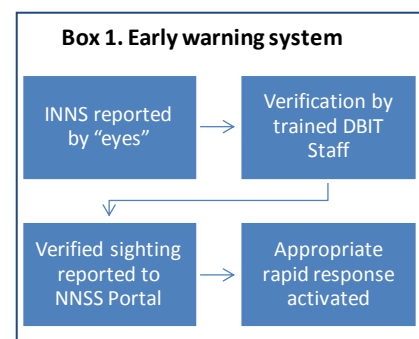 Box 1. Early warning system
INNS reported
by “eyes”
Verification by
trained DBIT
Staff
Verified sighting
reported to
NNSS Portal
Appropriate
rapid response
activated